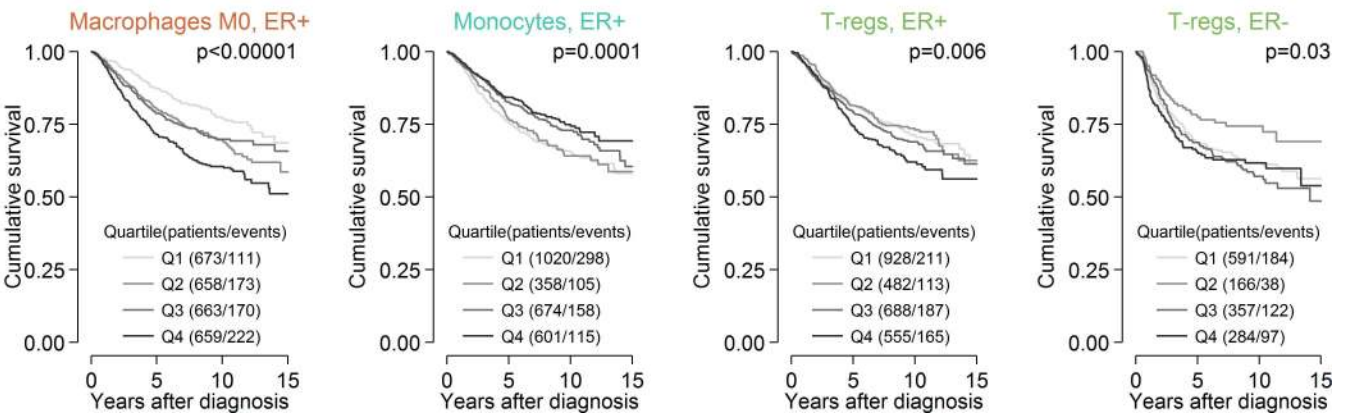 Macrophages M0, ER+
p<0.00001
Cumulative survival
1.00
0.75
0.50
0.25
0.00
Quartile(patients/events)
Q1 (673/111)
Q2 (658/173)
Q3 (663/170)
Q4 (659/222)
0 5 10 15
Years after diagnosis
Monocytes, ER+
p=0.0001
Cumulative survival
1.00
0.75
0.50
0.25
0.00
Quartile(patients/events)
Q1 (1020/298)
Q2 (358/105)
Q3 (674/158)
Q4 (601/115)
0 5 10 15
Years after diagnosis
T-regs, ER+
p=0.006
Cumulative survival
1.00
0.75
0.50
0.25
0.00
Quartile(patients/events)
Q1 (928/211)
Q2 (482/113)
Q3 (688/187)
Q4 (555/165)
0 5 10 15
Years after diagnosis
T-regs, ER-
p=0.03
Cumulative survival
1.00
0.75
0.50
0.25
0.00
Quartile(patients/events)
Q1 (591/184)
Q2 (166/38)
Q3 (357/122)
Q4 (284/97)
0 5 10 15
Years after diagnosis